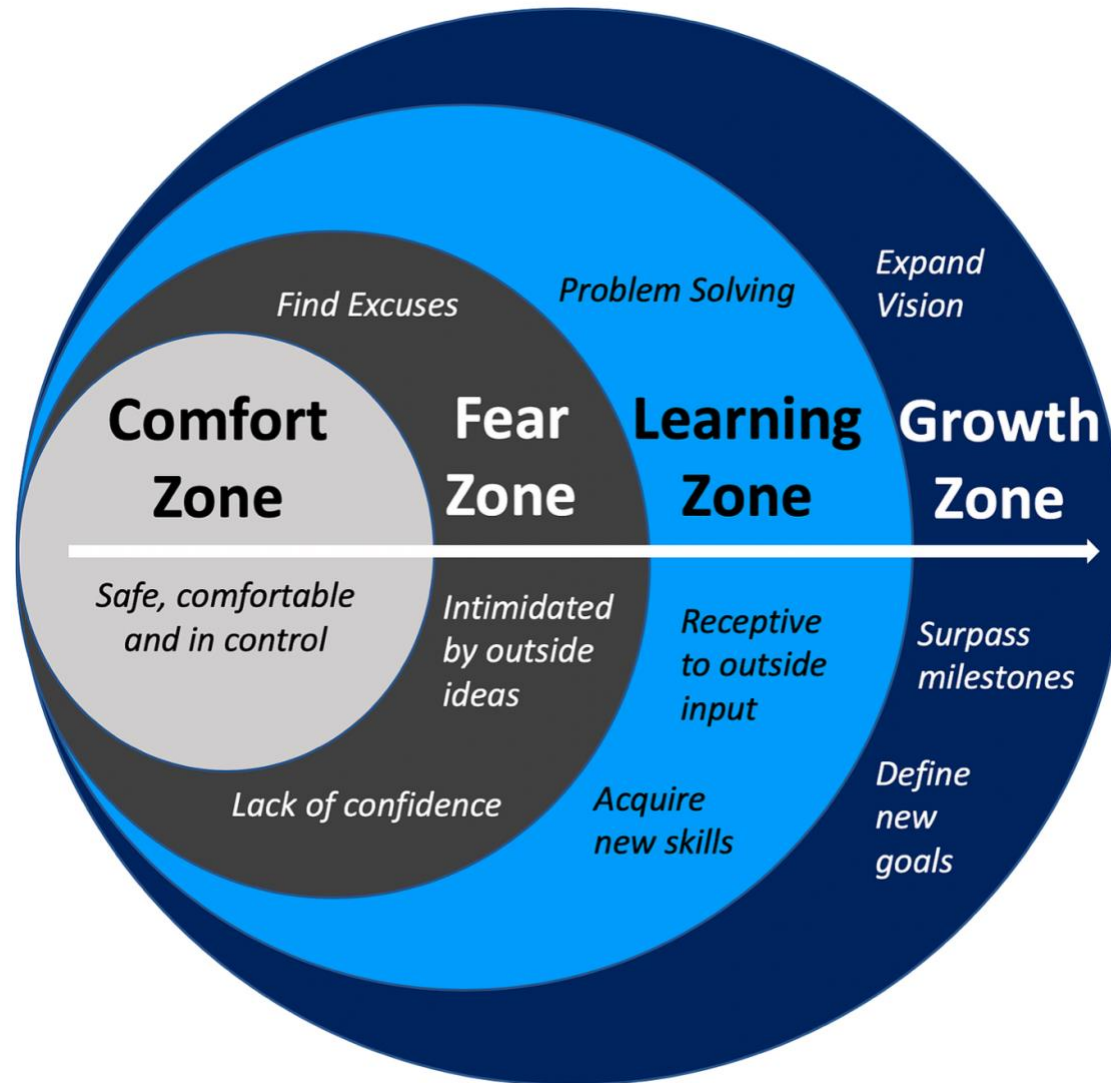 Comfort
Zone
Safe, comfortable
and in control
Find Excuses
Fear
Zone
Intimidated
by outside
ideas
Lack of confidence
Problem Solving
Learning
Zone
Receptive
to outside
input
Acquire
new skills
Expand
Vision
Growth
Zone
Surpass
milestones
Define
new
goals